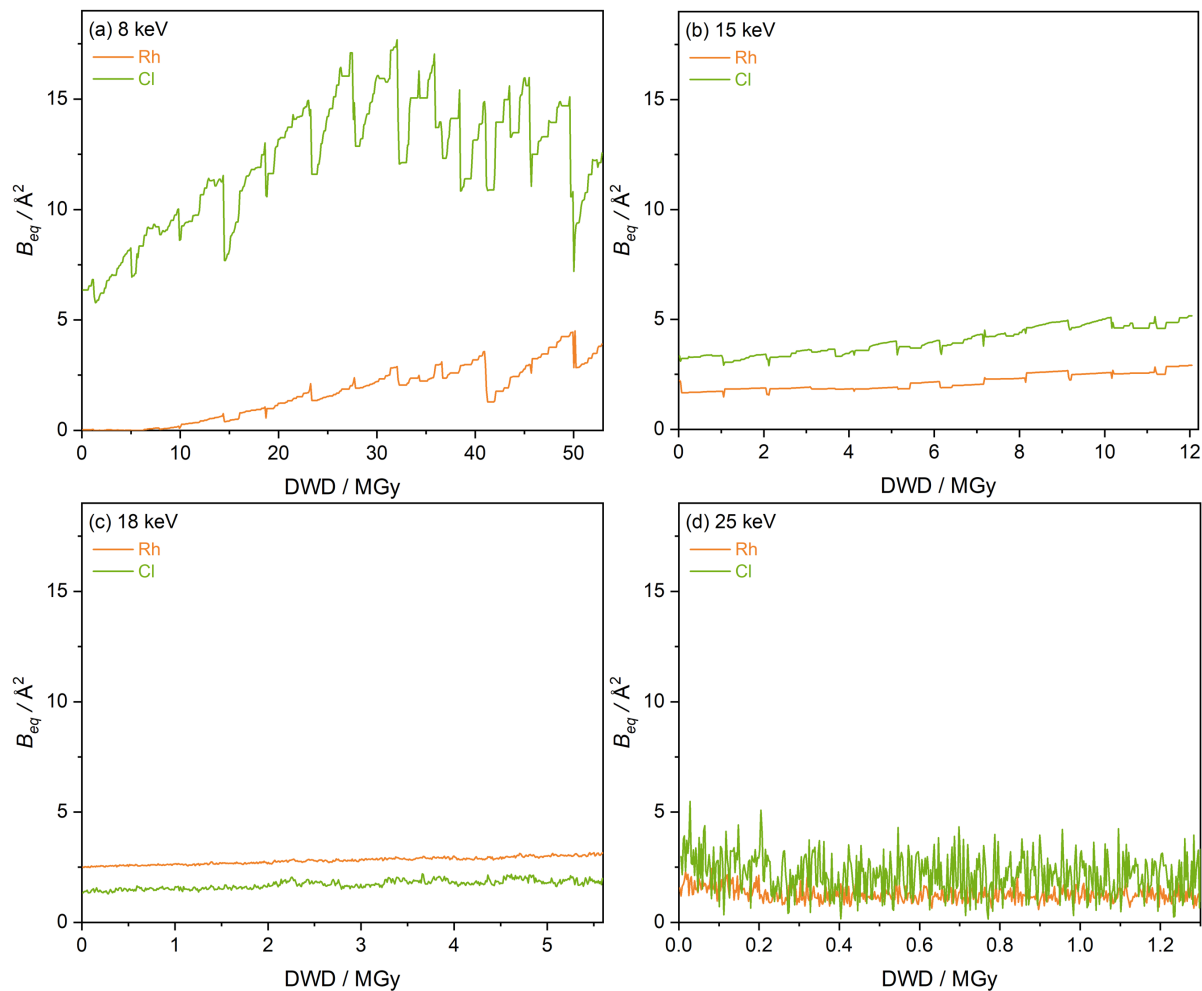 (a) 8 keV
Rh
Cl
15
10
5
0
B_eq / Å²
0 10 20 30 40 50
DWD / MGy
(b) 15 keV
Rh
Cl
15
10
5
0
B_eq / Å²
0 2 4 6 8 10 12
DWD / MGy
(c) 18 keV
Rh
Cl
15
10
5
0
B_eq / Å²
0 1 2 3 4 5
DWD / MGy
(d) 25 keV
Rh
Cl
15
10
5
0
B_eq / Å²
0.0 0.2 0.4 0.6 0.8 1.0 1.2
DWD / MGy